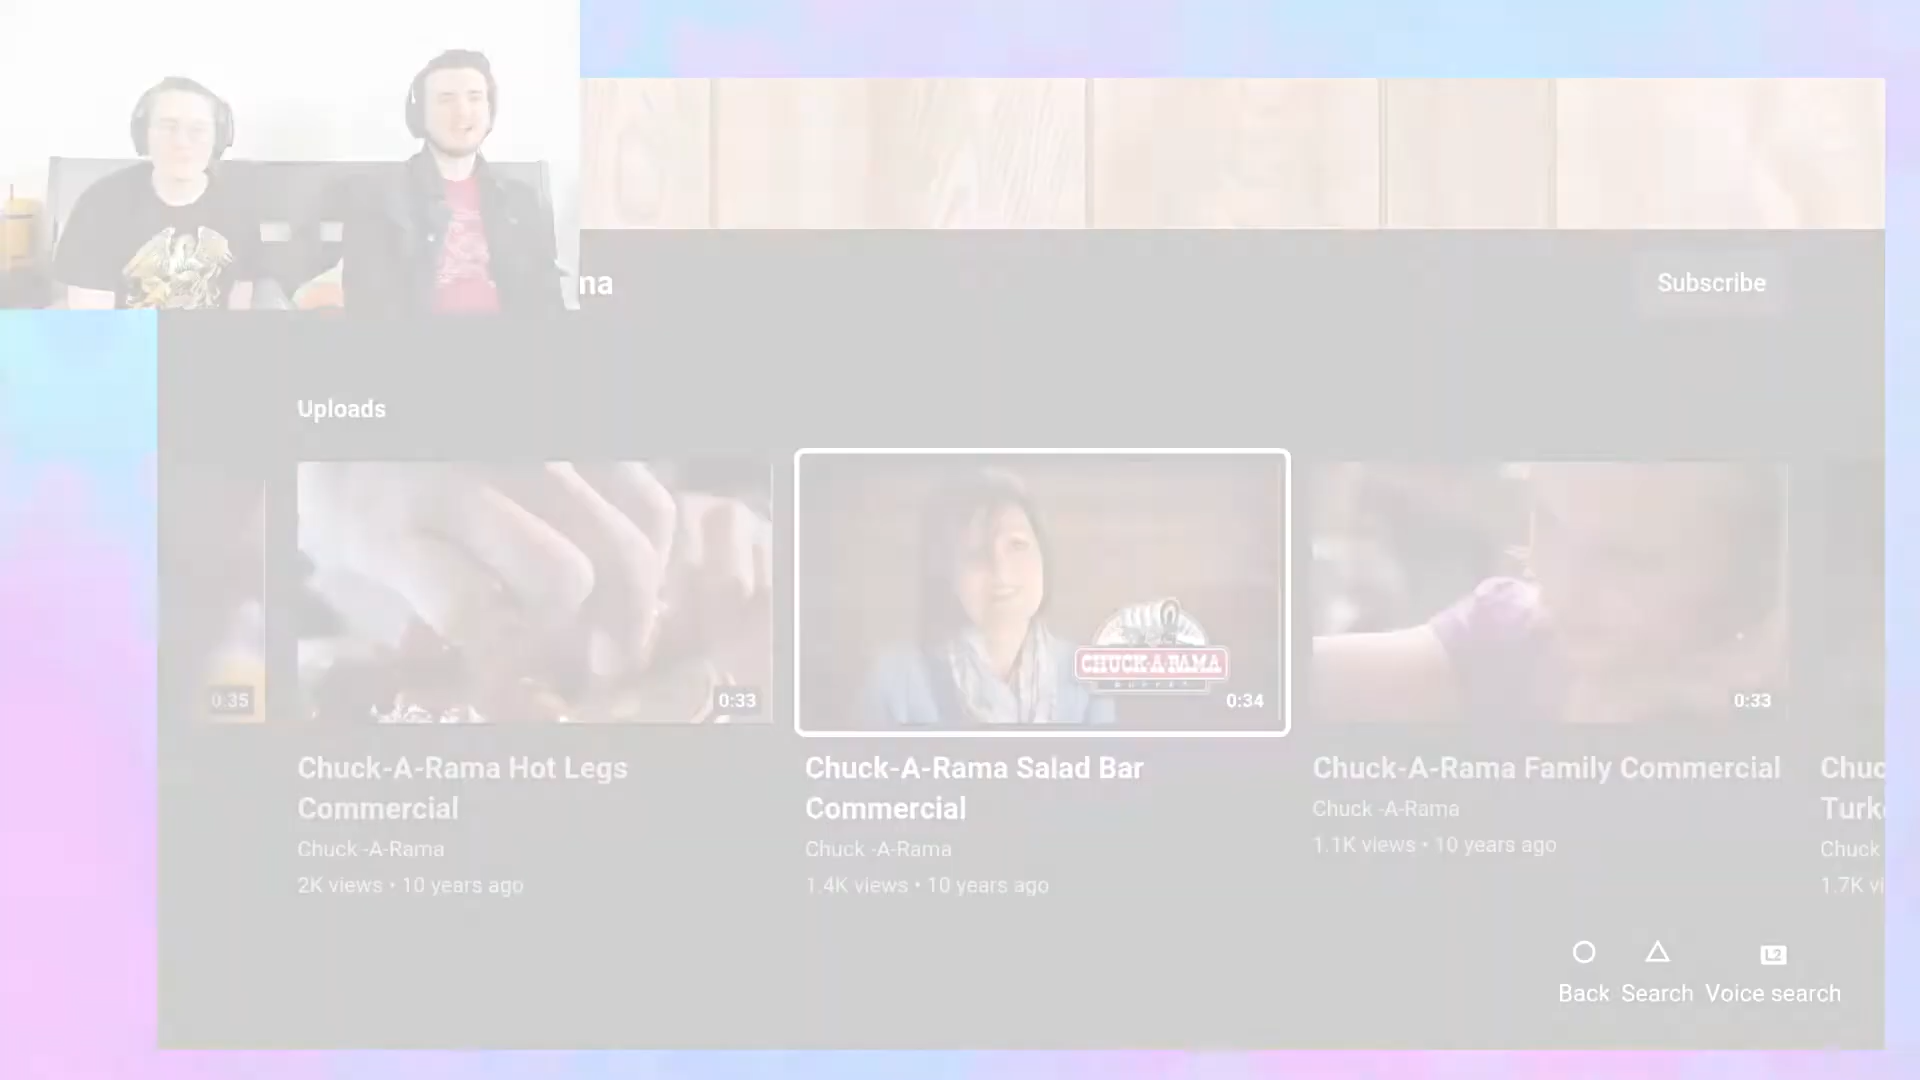 na
Subscribe
Uploads
0:35
0:33
CHUCK-A-RAMA
BUFFET
0:34
0:33
Chuck-A-Rama Hot Legs
Commercial
Chuck -A-Rama
2K views • 10 years ago
Chuck-A-Rama Salad Bar
Commercial
Chuck -A-Rama
1.4K views • 10 years ago
Chuck-A-Rama Family Commercial
Chuck -A-Rama
1.1K views • 10 years ago
Chuc
Turk
Chuck
1.7K vi
L2
Back Search Voice search